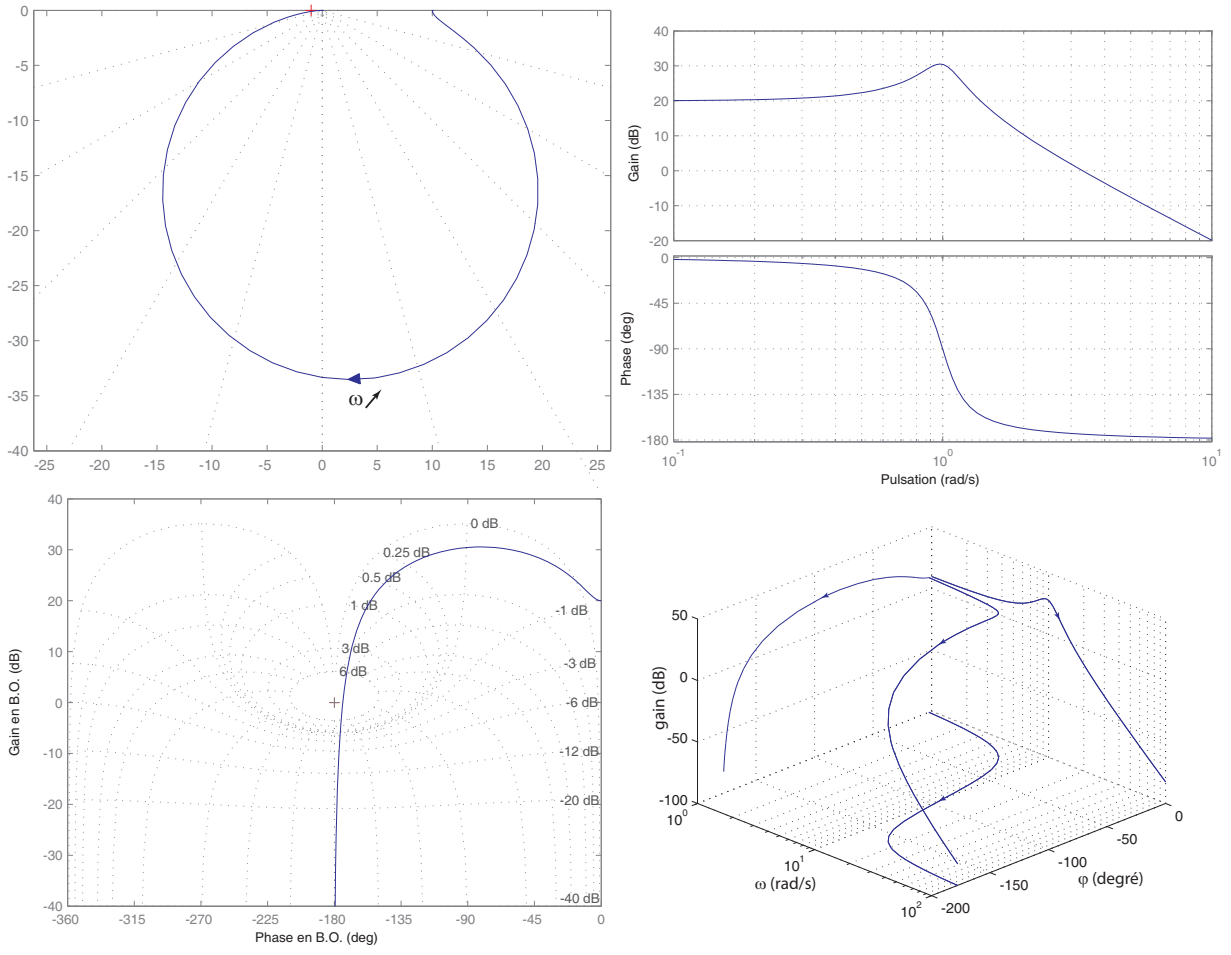 0
-5
-10
-15
-20
-25
-30
-35
-40
-25 -20 -15 -10 -5 0 5 10 15 20 25
ω
40
30
20
10
0
-10
-20
Gain (dB)
0
-45
-90
-135
-180
Phase (deg)
10-1 100 101
Pulsation (rad/s)
40
30
20
10
0
-10
-20
-30
-40
Gain en B.O. (dB)
0 dB
0.25 dB
0.5 dB
1 dB
-1 dB
3 dB
-3 dB
6 dB
-6 dB
-12 dB
-20 dB
-40 dB
-360 -315 -270 -225 -180 -135 -90 -45 0
Phase en B.O. (deg)
50
0
-50
-100
gain (dB)
100
101
102
ω (rad/s)
0
-50
-100
-150
-200
φ (degré)